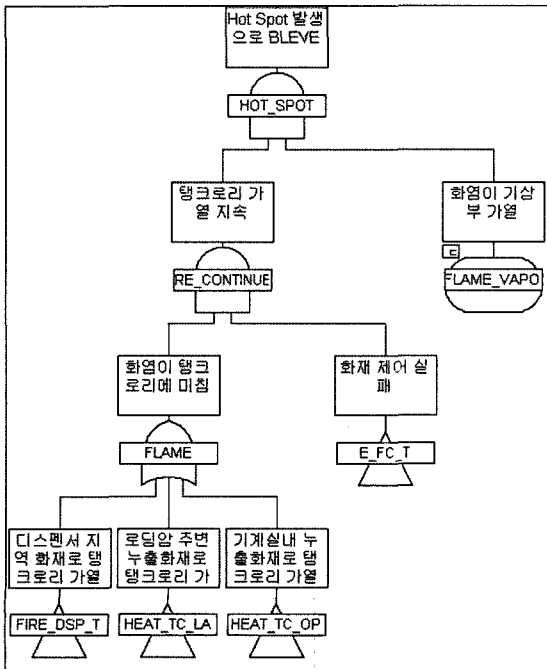 Hot Spot 발생
으로 BLEVE
HOT_SPOT
탱크로리 가
열 지속
화염이 기상
부 가열
ㄷ
RE_CONTINUE
FLAME_VAPO
화염이 탱크
로리에 미침
화재 제어 실
패
FLAME
E_FC_T
디스펜서 지
역 화재로 탱
크로리 가열
로딩암 주변
누출화재로
탱크로리 가
기계실내 누
출화재로 탱
크로리 가열
FIRE_DSP_T
HEAT_TC_LA
HEAT_TC_OP